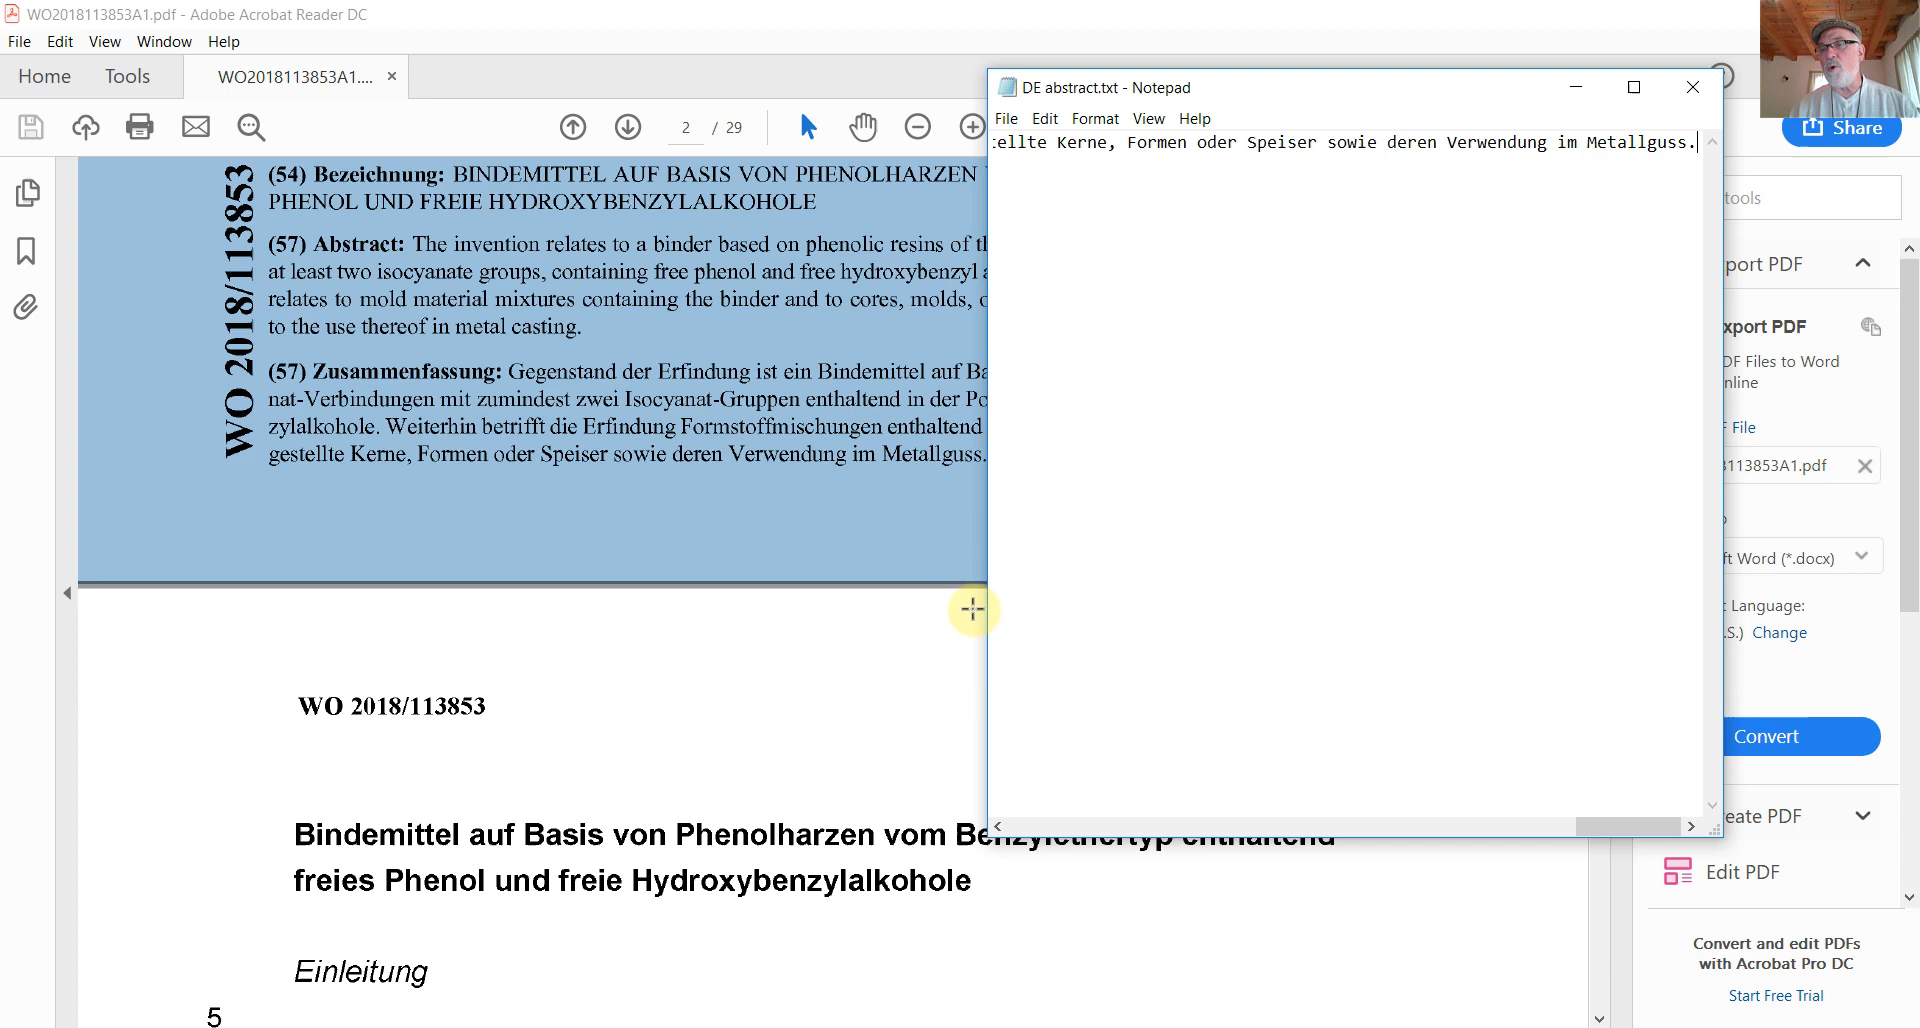 WO2018113853A1.pdf - Adobe Acrobat Reader DC
File Edit View Window Help
Home Tools WO2018113853A1.... ×
2 / 29
Share
WO 2018/113853
(54) Bezeichnung: BINDEMITTEL AUF BASIS VON PHENOLHARZEN
PHENOL UND FREIE HYDROXYBENZYLALKOHOLE
(57) Abstract: The invention relates to a binder based on phenolic resins of
at least two isocyanate groups, containing free phenol and free hydroxybenzyl
relates to mold material mixtures containing the binder and to cores, molds,
to the use thereof in metal casting.
(57) Zusammenfassung: Gegenstand der Erfindung ist ein Bindemittel auf
nat-Verbindungen mit zumindest zwei Isocyanat-Gruppen enthaltend in der
zylalkohole. Weiterhin betrifft die Erfindung Formstoffmischungen enthaltend
gestellte Kerne, Formen oder Speiser sowie deren Verwendung im Metallguss.
WO 2018/113853
Bindemittel auf Basis von Phenolharzen vom Benzylethertyp enthaltend
freies Phenol und freie Hydroxybenzylalkohole
Einleitung
5
DE abstract.txt - Notepad
File Edit Format View Help
tellte Kerne, Formen oder Speiser sowie deren Verwendung im Metallguss.
tools
port PDF
xport PDF
DF Files to Word
nline
File
113853A1.pdf
ft Word (*.docx)
Language:
.S.) Change
Convert
eate PDF
Edit PDF
Convert and edit PDFs
with Acrobat Pro DC
Start Free Trial